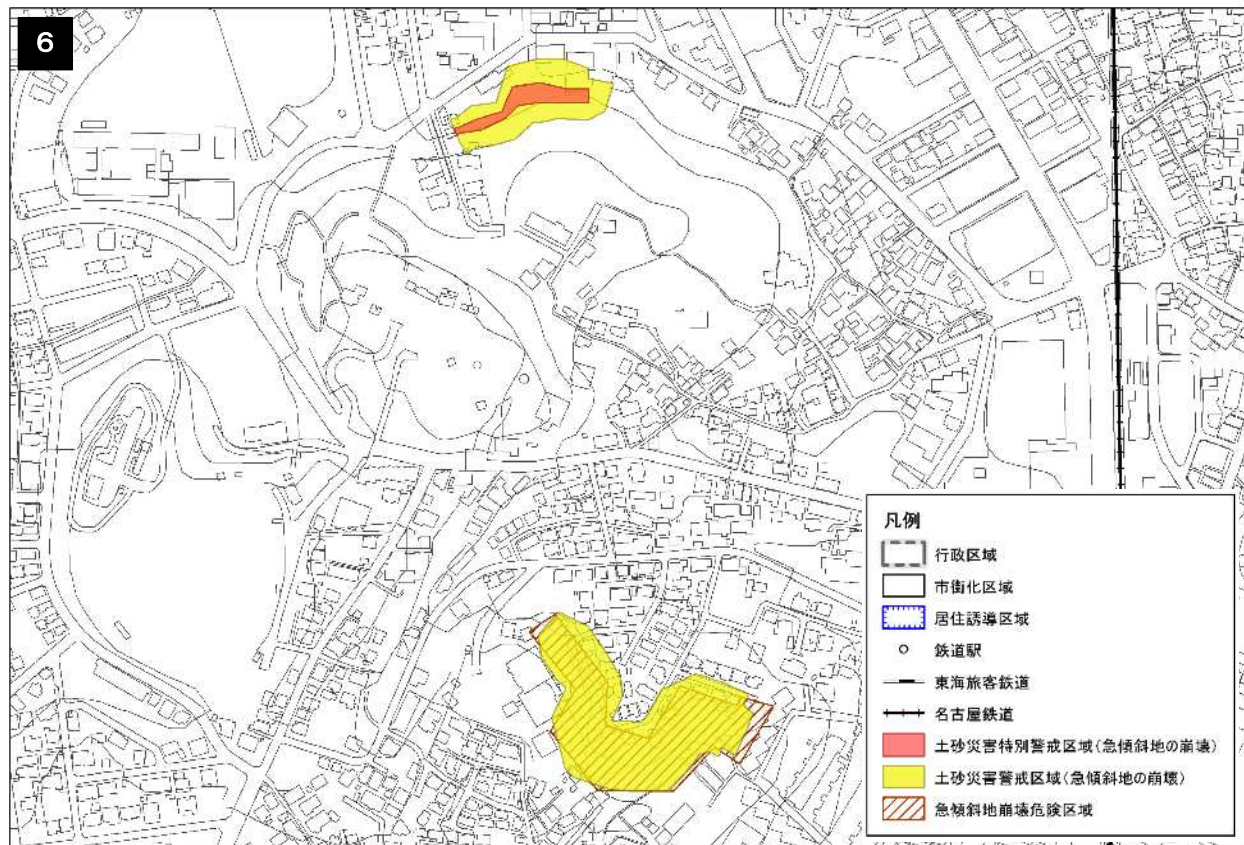 6
凡例
行政区域
市街化区域
居住誘導区域
鉄道駅
東海旅客鉄道
名古屋鉄道
土砂災害特別警戒区域(急傾斜地の崩壊)
土砂災害警戒区域(急傾斜地の崩壊)
急傾斜地崩壊危険区域